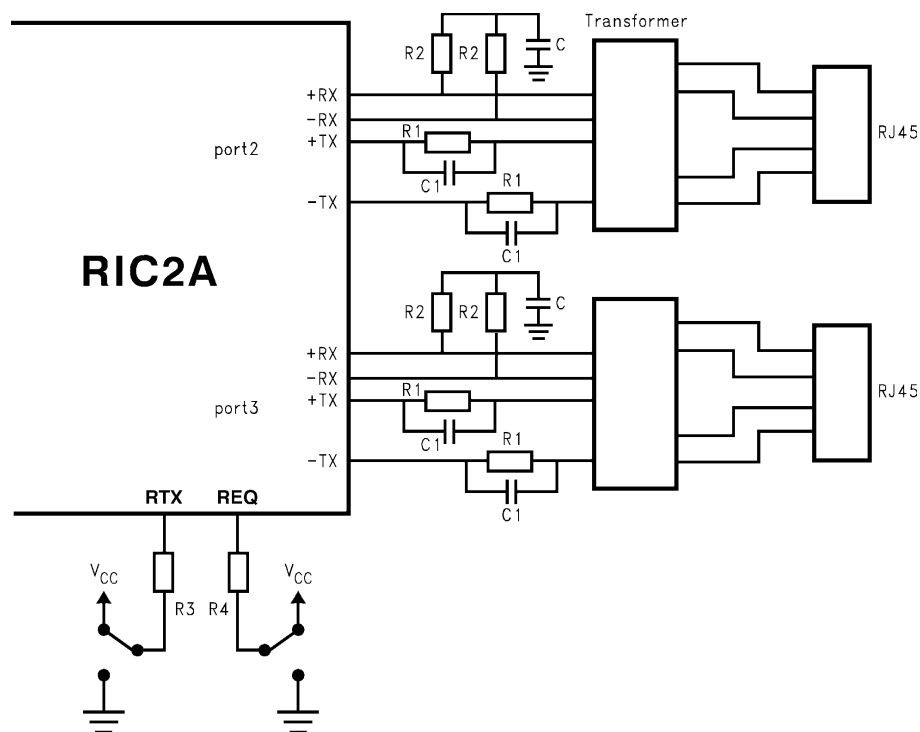 Transformer
R2 R2 C
+RX
−RX
+TX R1
port2
C1
−TX R1
C1
RJ45
RIC2A
R2 R2 C
+RX
−RX
+TX R1
port3
C1
−TX R1
C1
RJ45
RTX REQ
VCC R3 R4 VCC